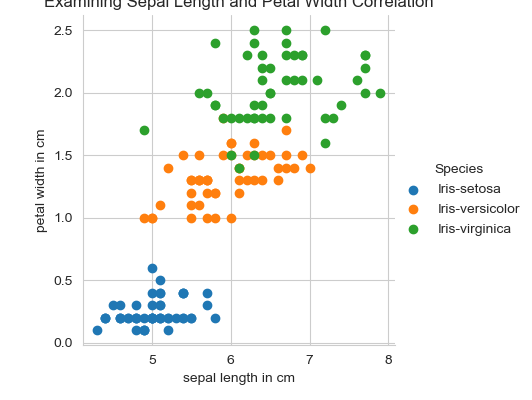 Examining Sepal Length and Petal Width Correlation
2.5
2.0
1.5
1.0
0.5
0.0
petal width in cm
5 6 7 8
sepal length in cm
Species
Iris-setosa
Iris-versicolor
Iris-virginica